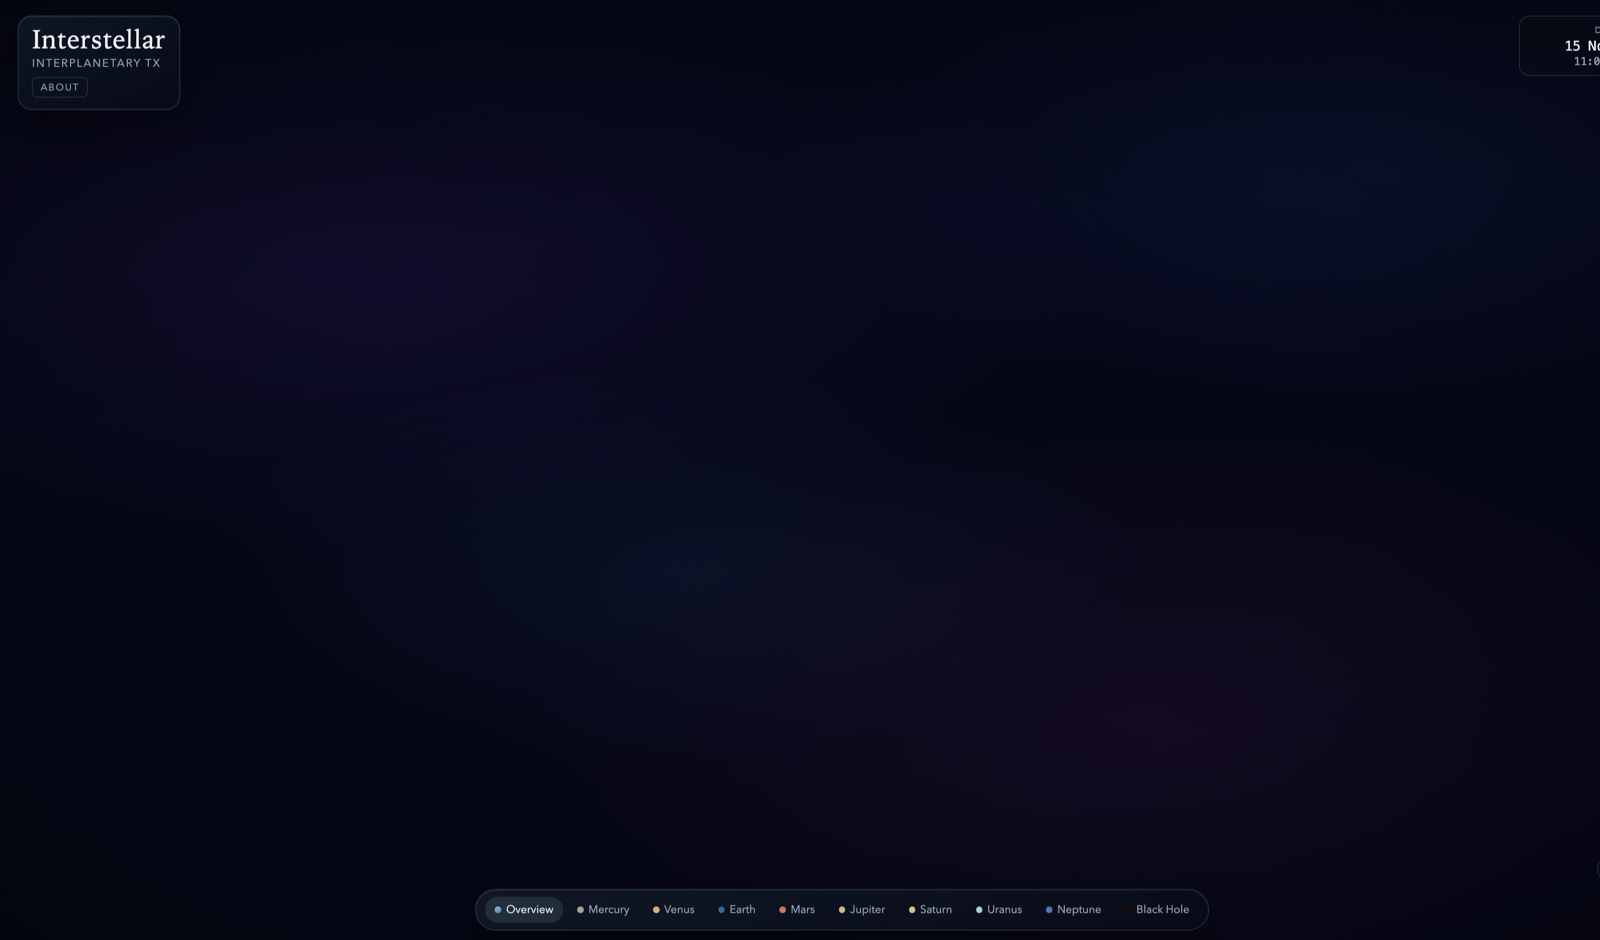 Interstellar
INTERPLANETARY TX
ABOUT
15
Overview
Mercury
Venus
Earth
Mars
Jupiter
Saturn
Uranus
Neptune
Black Hole